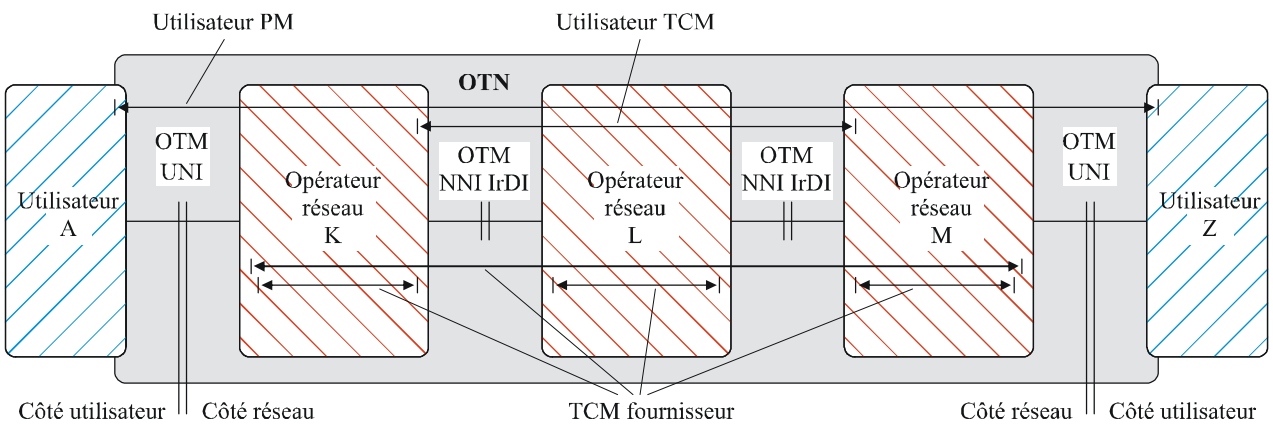 Utilisateur PM
Utilisateur TCM
OTN
OTM
UNI
OTM
NNI IrDI
OTM
NNI IrDI
OTM
UNI
Utilisateur
A
Opérateur
réseau
K
Opérateur
réseau
L
Opérateur
réseau
M
Utilisateur
Z
Côté utilisateur
Côté réseau
TCM fournisseur
Côté réseau
Côté utilisateur